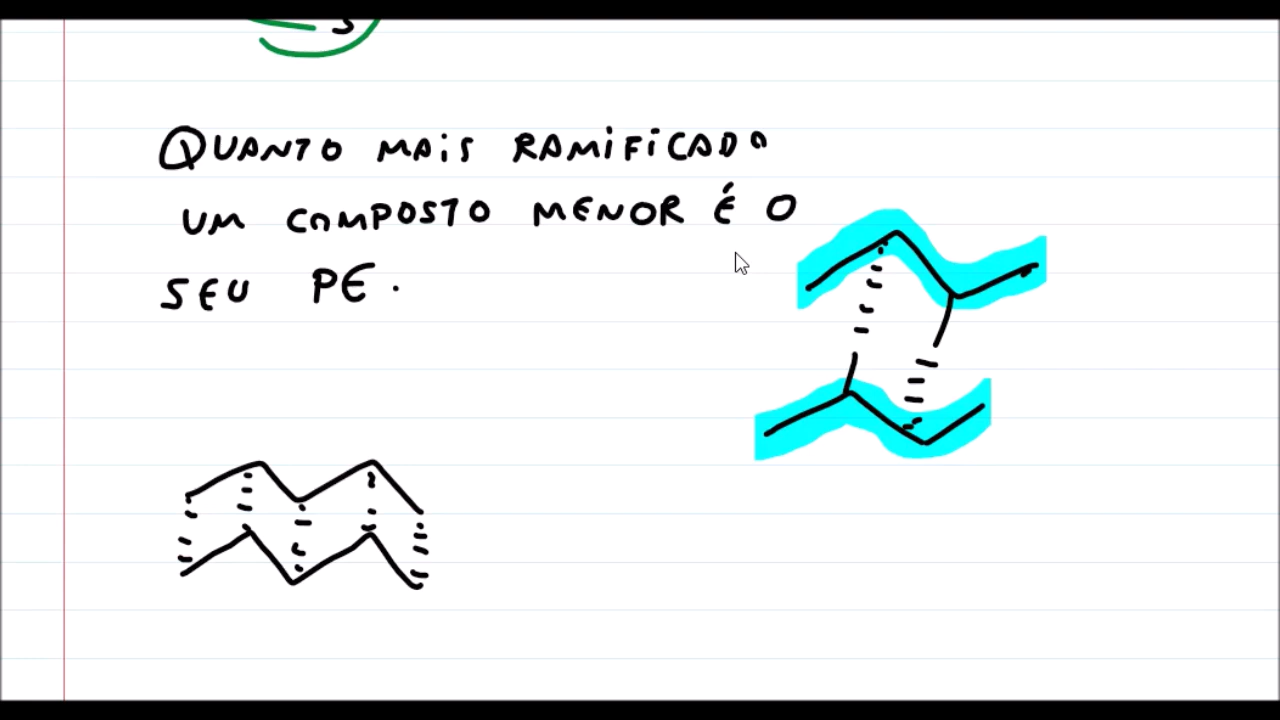 QUANTO MAIS RAMIFICADO
UM COMPOSTO MENOR É O
SEU PE.